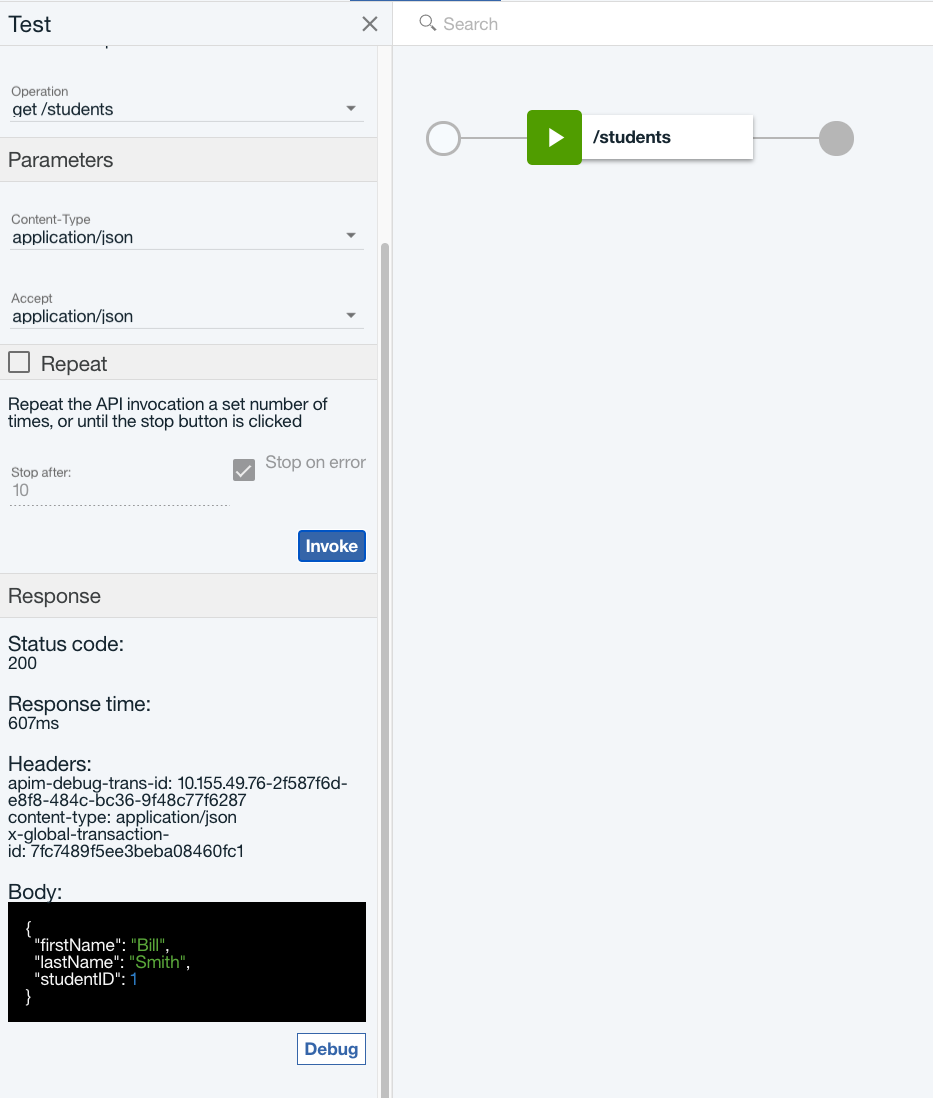 Test
Search
Operation
get /students
/students
Parameters
Content-Type
application/json
Accept
application/json
Repeat
Repeat the API invocation a set number of
times, or until the stop button is clicked
Stop on error
Stop after:
10
Invoke
Response
Status code:
200
Response time:
607ms
Headers:
apim-debug-trans-id: 10.155.49.76-2f587f6d-
e8f8-484c-bc36-9f48c77f6287
content-type: application/json
x-global-transaction-
id: 7fc7489f5ee3beba08460fc1
Body:
{
"firstName": "Bill",
"lastName": "Smith",
"studentID": 1
}
Debug